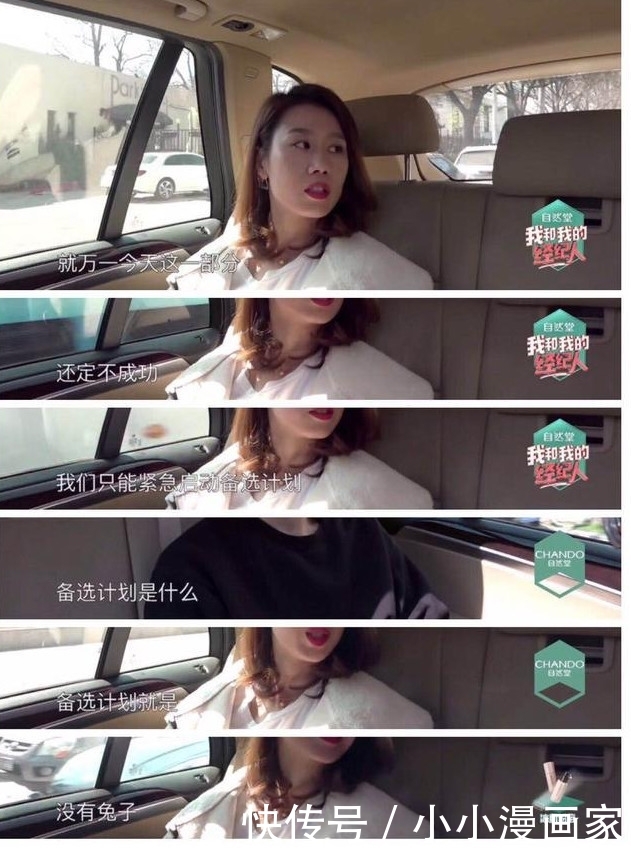 Park
自然堂
我和我的
经纪人
就万一今天这一部分
自然堂
我和我的
经纪人
还定不成功
自然堂
我和我的
经纪人
我们只能紧急启动备选计划
CHANDO
自然堂
备选计划是什么
CHANDO
自然堂
备选计划就是
没有兔子
快传号 / 小小漫画家